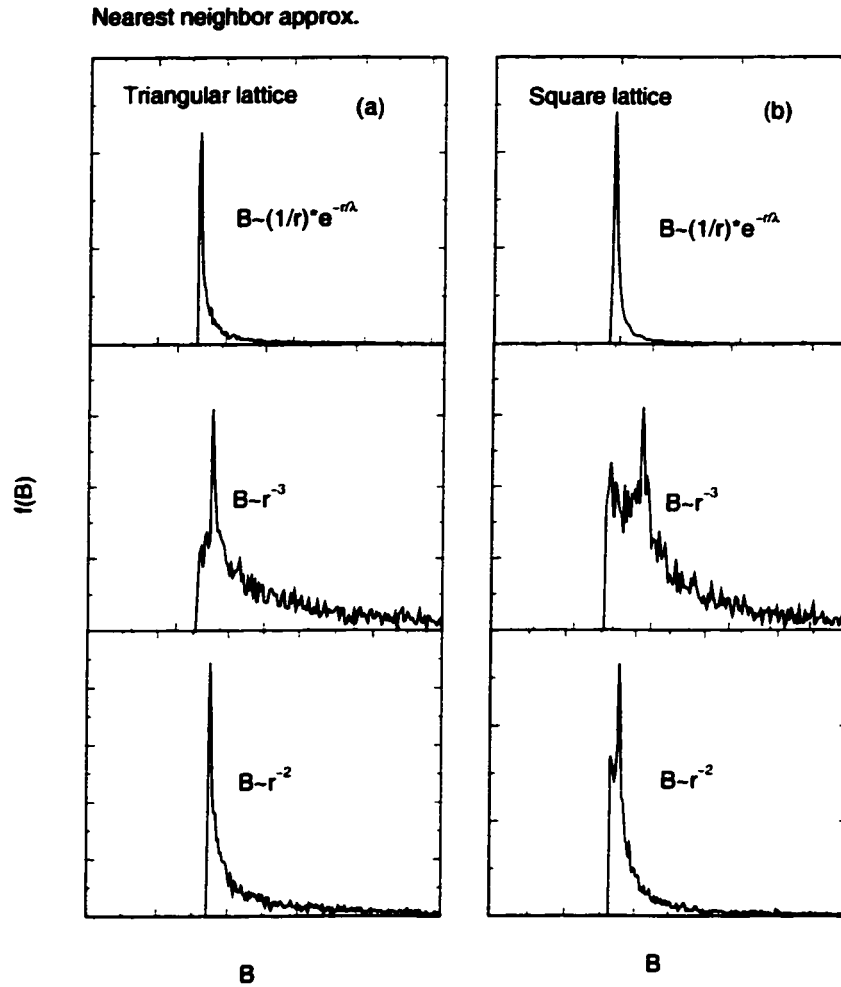 Nearest neighbor approx.
Triangular lattice (a)
B~(1/r)*e^{-r/λ}
B~r^{-3}
B~r^{-2}
Square lattice (b)
B~(1/r)*e^{-r/λ}
B~r^{-3}
B~r^{-2}
f(B)
B
B